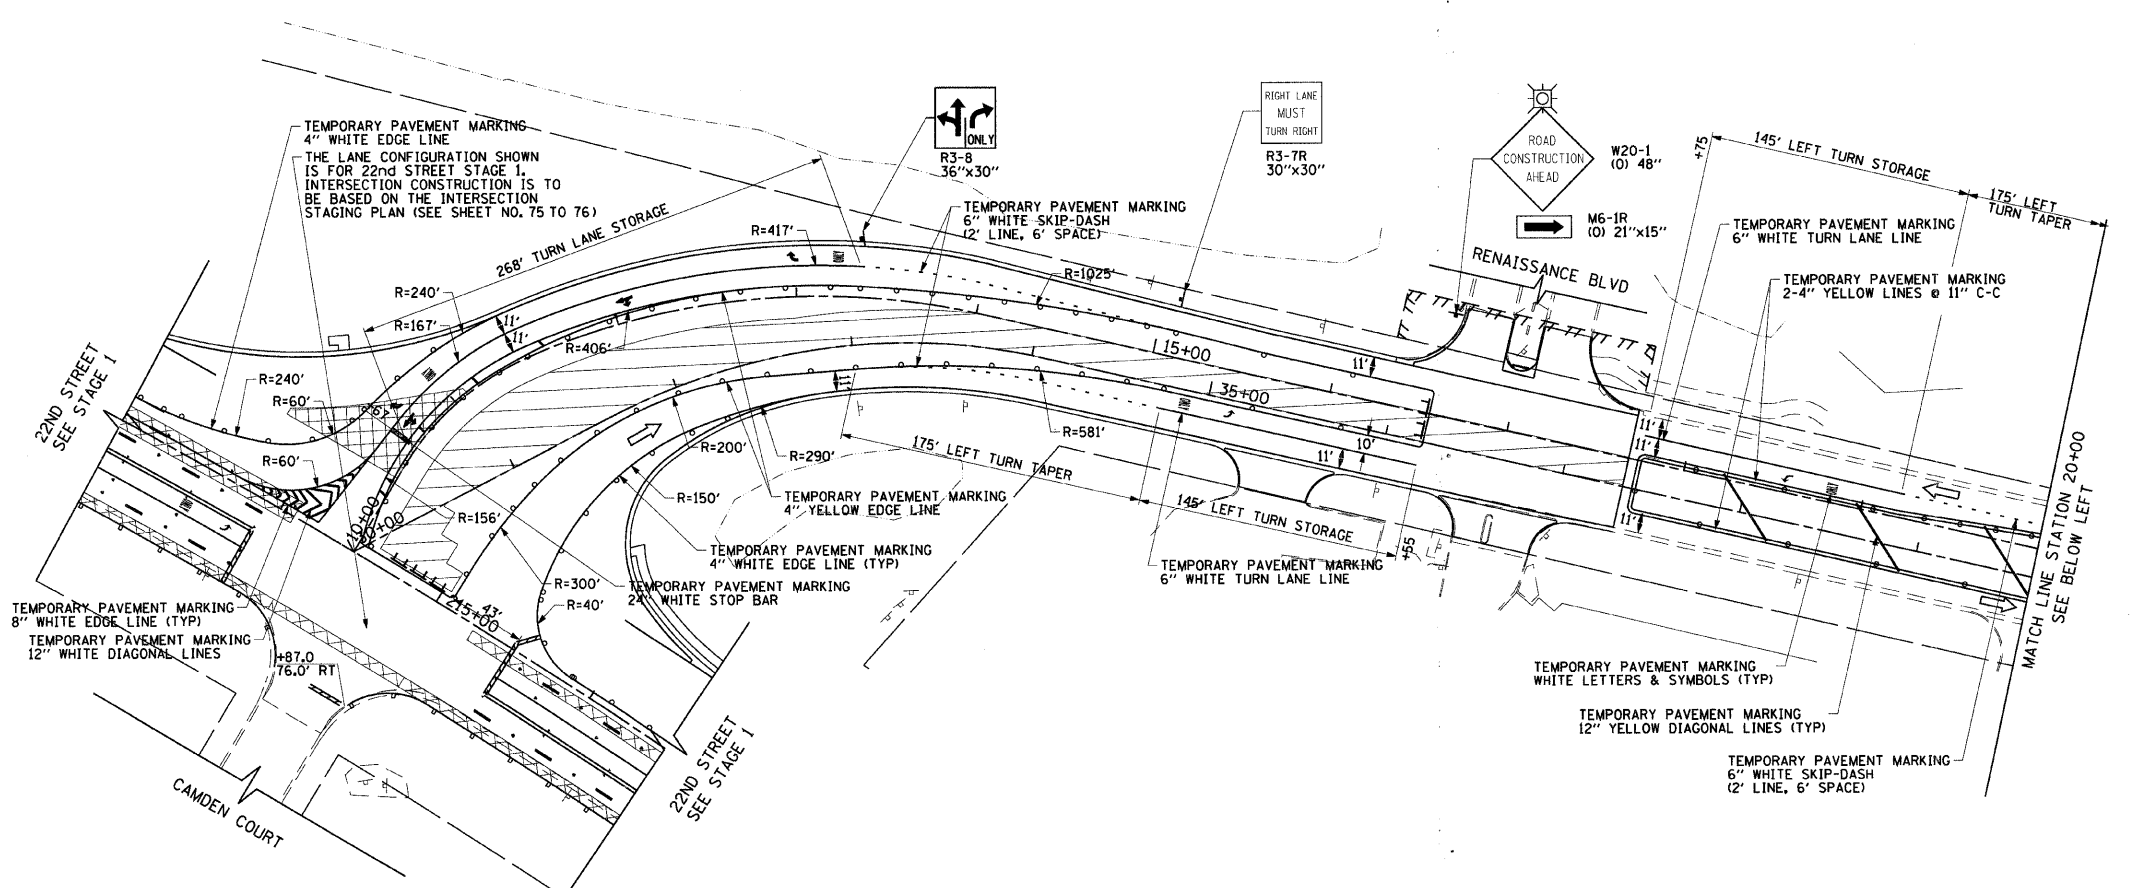 TEMPORARY PAVEMENT MARKING
4" WHITE EDGE LINE
THE LANE CONFIGURATION SHOWN
IS FOR 22nd STREET STAGE 1.
INTERSECTION CONSTRUCTION IS TO
BE BASED ON THE INTERSECTION
STAGING PLAN (SEE SHEET NO. 75 TO 76)
268' TURN LANE STORAGE
ONLY
R3-8
36"x30"
RIGHT LANE
MUST
TURN RIGHT
R3-7R
30"x30"
ROAD
CONSTRUCTION
AHEAD
W20-1
(O) 48"
M6-1R
(O) 21"x15"
+75
145' LEFT TURN STORAGE
175' LEFT
TURN TAPER
TEMPORARY PAVEMENT MARKING
6" WHITE SKIP-DASH
(2' LINE, 6' SPACE)
TEMPORARY PAVEMENT MARKING
6" WHITE TURN LANE LINE
TEMPORARY PAVEMENT MARKING
2-4" YELLOW LINES @ 11" C-C
RENAISSANCE BLVD
R=417'
R=1025'
R=240'
R=167'
11'
11'
R=406'
15+00
11'
35+00
22ND STREET
SEE STAGE 1
R=240'
R=60'
67'
11'
R=60'
R=200'
R=290'
R=581'
10'
11'
11'
11'
11'
175' LEFT TURN TAPER
145' LEFT TURN STORAGE
+55
R=150'
TEMPORARY PAVEMENT MARKING
4" YELLOW EDGE LINE
10+00
R=156'
TEMPORARY PAVEMENT MARKING
4" WHITE EDGE LINE (TYP)
TEMPORARY PAVEMENT MARKING
6" WHITE TURN LANE LINE
R=300'
TEMPORARY PAVEMENT MARKING
24" WHITE STOP BAR
R=40'
43'
215+00
TEMPORARY PAVEMENT MARKING
8" WHITE EDGE LINE (TYP)
TEMPORARY PAVEMENT MARKING
12" WHITE DIAGONAL LINES
+87.0
76.0' RT
MATCH LINE STATION 20+00
SEE BELOW LEFT
TEMPORARY PAVEMENT MARKING
WHITE LETTERS & SYMBOLS (TYP)
TEMPORARY PAVEMENT MARKING
12" YELLOW DIAGONAL LINES (TYP)
TEMPORARY PAVEMENT MARKING
6" WHITE SKIP-DASH
(2' LINE, 6' SPACE)
22ND STREET
SEE STAGE 1
CAMDEN COURT